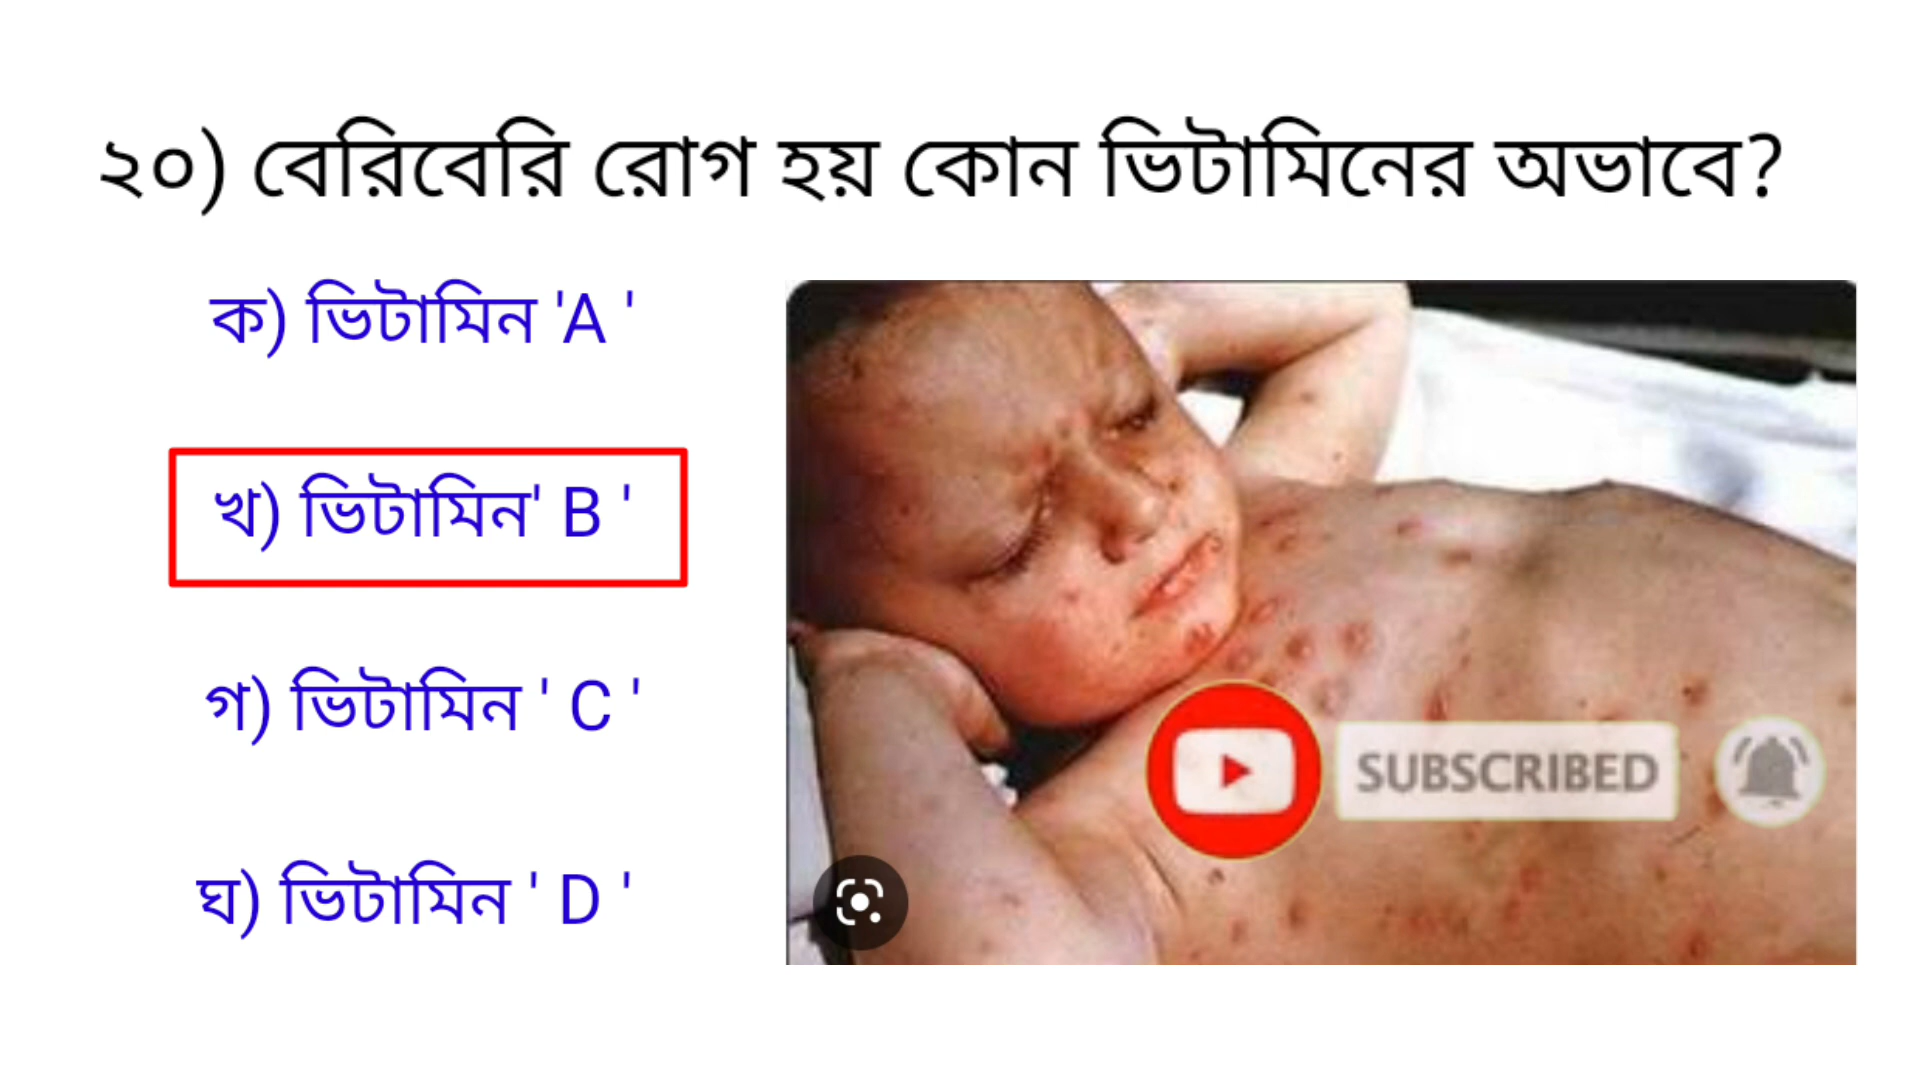 ২০) বেরিবেরি রোগ হয় কোন ভিটামিনের অভাবে?
ক) ভিটামিন 'A '
খ) ভিটামিন' B '
গ) ভিটামিন ' C '
ঘ) ভিটামিন ' D '
SUBSCRIBED